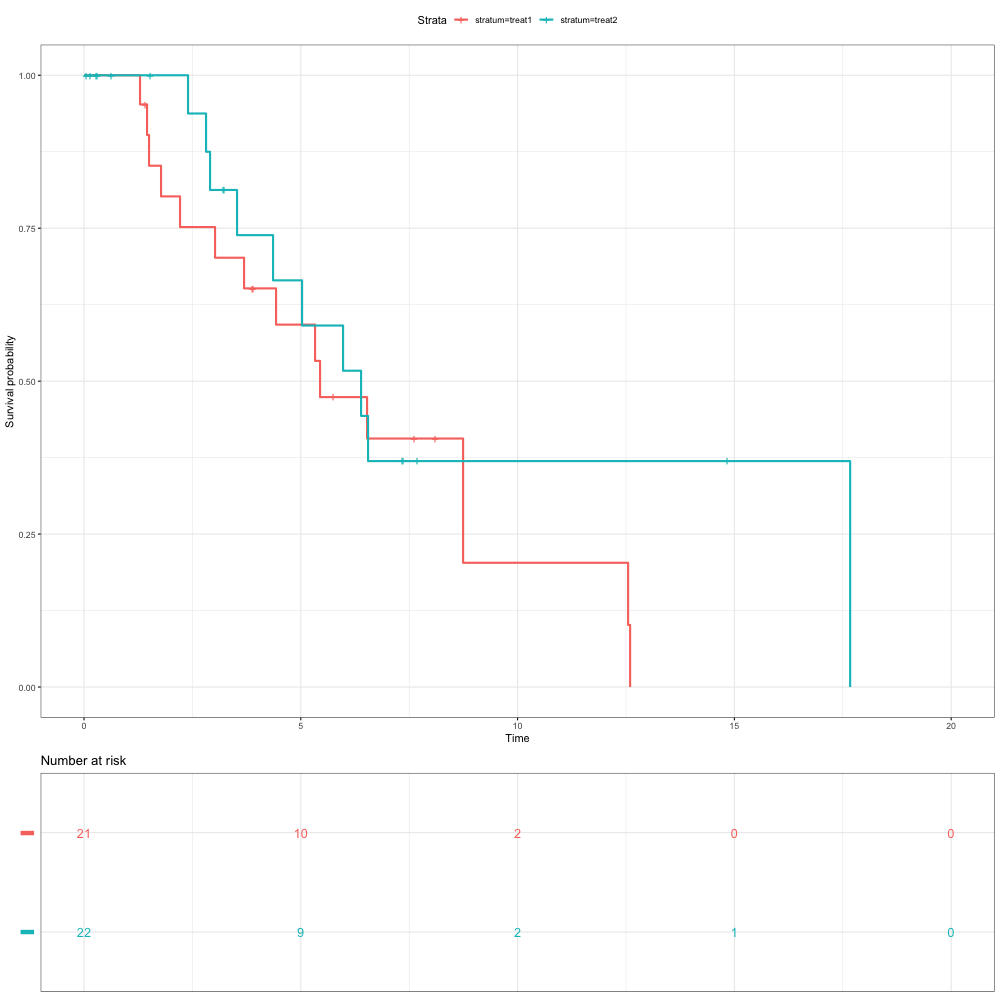 Strata stratum=treat1 stratum=treat2
1.00
0.75
0.50
0.25
0.00
Survival probability
0 5 10 15 20
Time
Number at risk
21 10 2 0 0
22 9 2 1 0